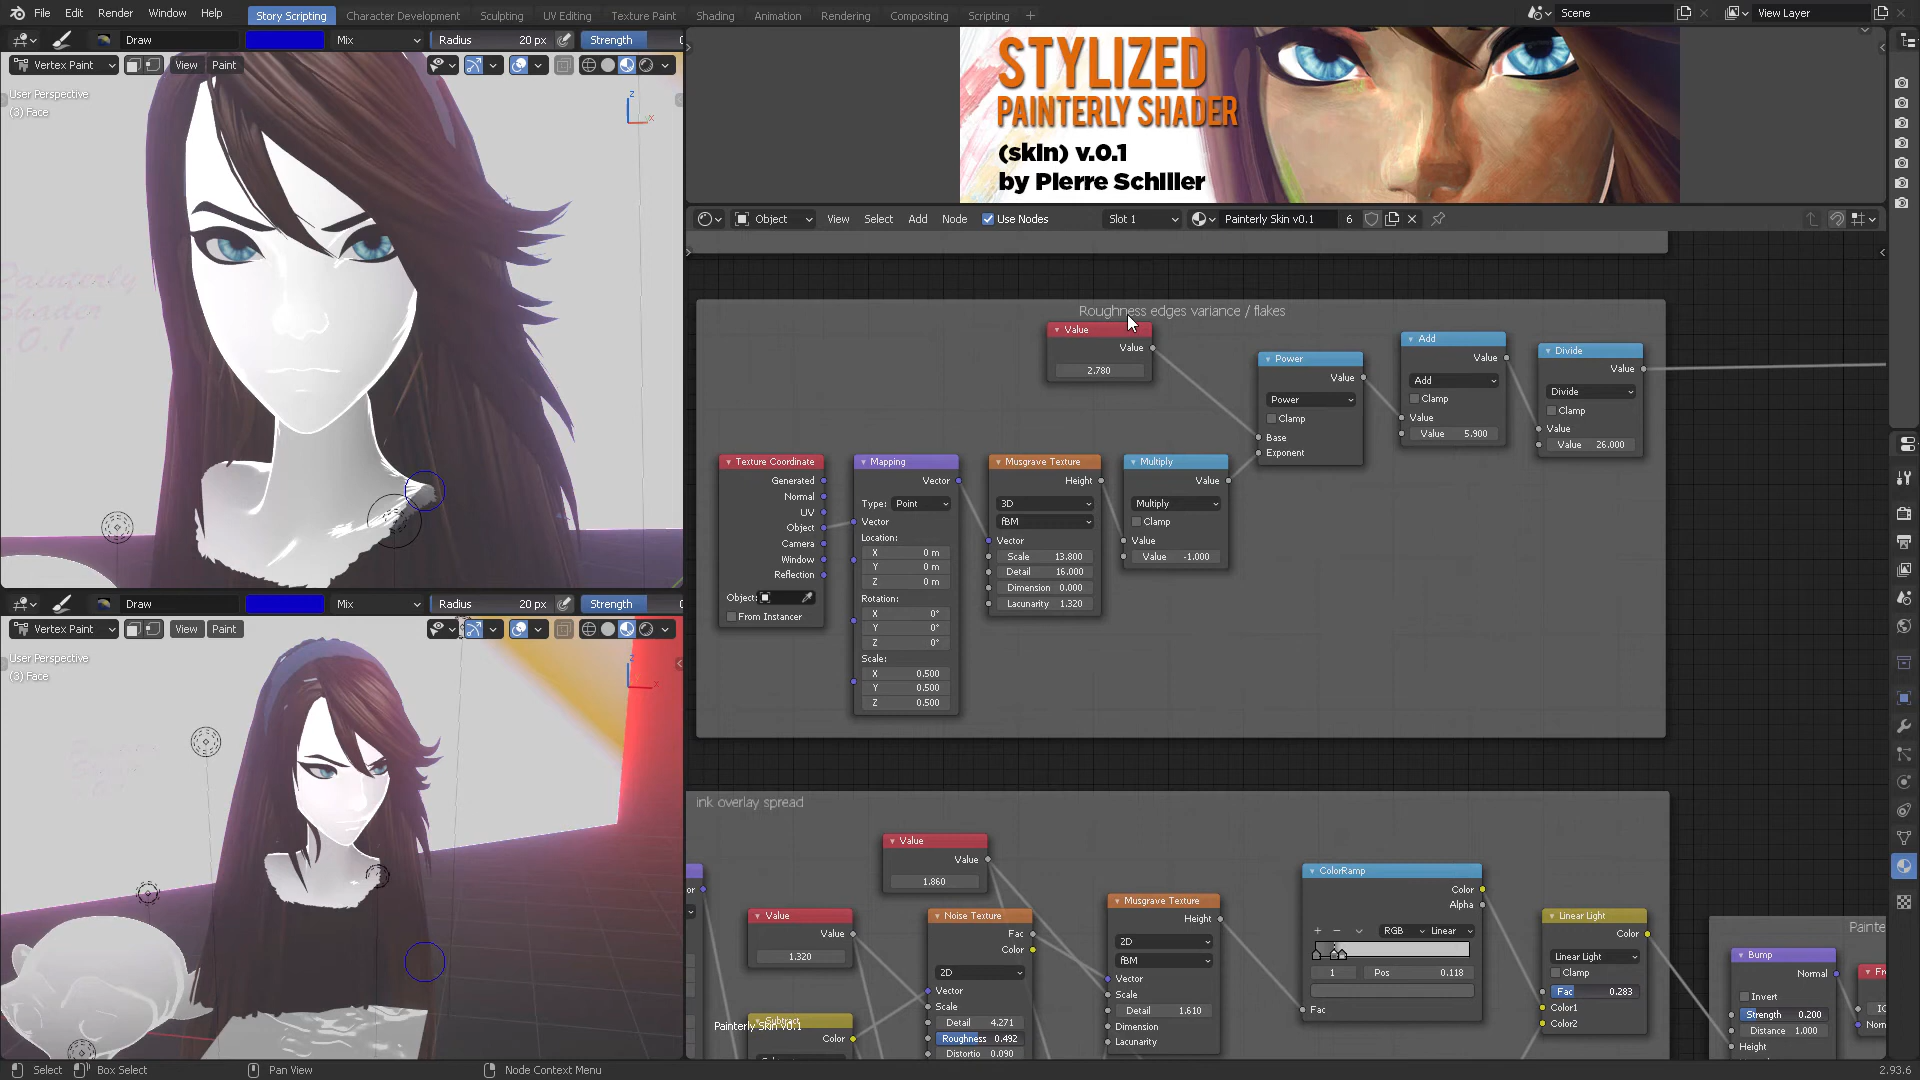 File Edit Render Window Help
Story Scripting Character Development Sculpting UV Editing Texture Paint Shading Animation Rendering Compositing Scripting
Scene
View Layer
Draw Mix Radius 20 px Strength
Vertex Paint View Paint
User Perspective
(3) Face
Z
X
Painterly
Shader
STYLIZED
PAINTERLY SHADER
(skin) v.0.1
by Pierre Schiller
Object View Select Add Node Use Nodes Slot 1 Painterly Skin v0.1 6
Roughness edges variance / flakes
Value
Value
2.780
Power
Value
Power
Clamp
Base
Exponent
Add
Value
Add
Clamp
Value
Value 5.900
Divide
Value
Divide
Clamp
Value
Value 26.000
Texture Coordinate
Generated
Normal
UV
Object
Camera
Window
Reflection
Object:
From Instancer
Mapping
Vector
Type: Point
Vector
Location:
X 0 m
Y 0 m
Z 0 m
Rotation:
X 0°
Y 0°
Z 0°
Scale:
X 0.500
Y 0.500
Z 0.500
Musgrave Texture
Height
3D
fBM
Vector
Scale 13.800
Detail 16.000
Dimension 0.000
Lacunarity 1.320
Multiply
Value
Multiply
Clamp
Value
Value -1.000
Draw Mix Radius 20 px Strength
Vertex Paint View Paint
User Perspective
(3) Face
Z
X
ink overlay spread
Value
Value
1.860
Value
Value
1.320
Subtract
Color
Painterly Skin v0.1
Noise Texture
Fac
Color
2D
Vector
Scale
Detail 4.271
Roughness 0.492
Distortio 0.090
Musgrave Texture
Height
2D
fBM
Vector
Scale
Detail 1.610
Dimension
Lacunarity
ColorRamp
Color
Alpha
RGB Linear
1 Pos 0.118
Fac
Linear Light
Color
Linear Light
Clamp
Fac 0.283
Color1
Color2
Painte
Bump
Normal
Invert
Strength 0.200
Distance 1.000
Height
Select Box Select Pan View Node Context Menu 2.93.6